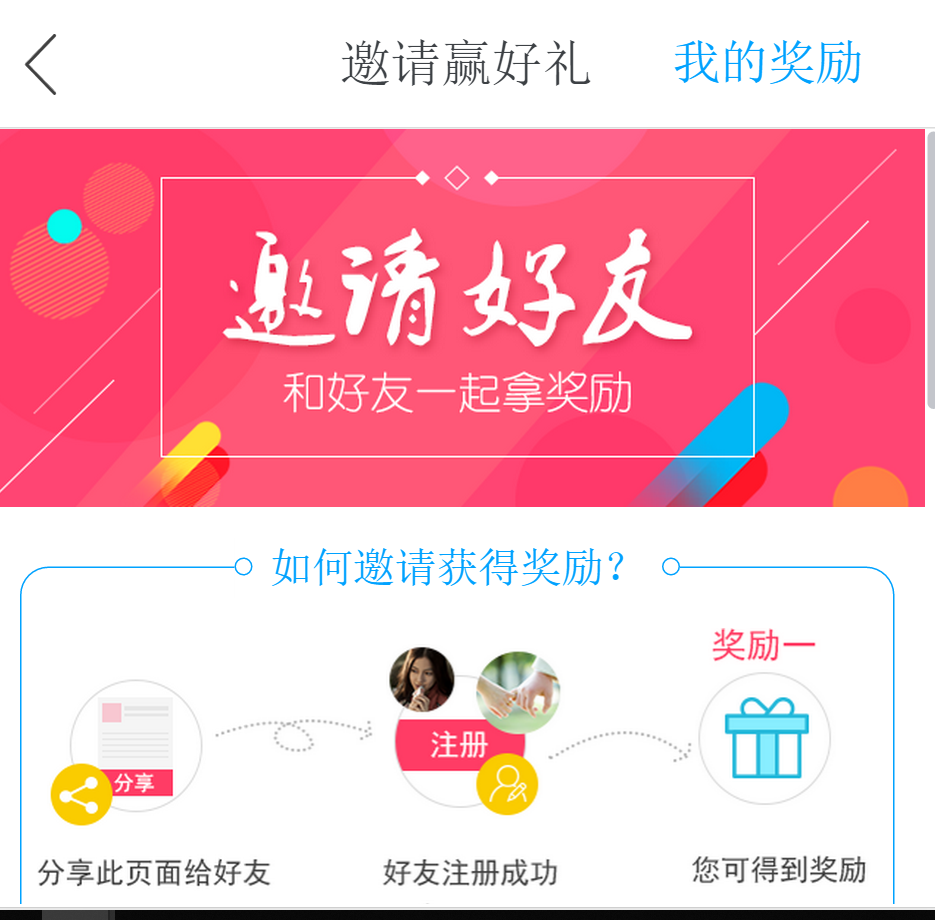 邀请赢好礼 我的奖励
邀请好友
和好友一起拿奖励
如何邀请获得奖励？
奖励一
分享
注册
分享此页面给好友 好友注册成功 您可得到奖励